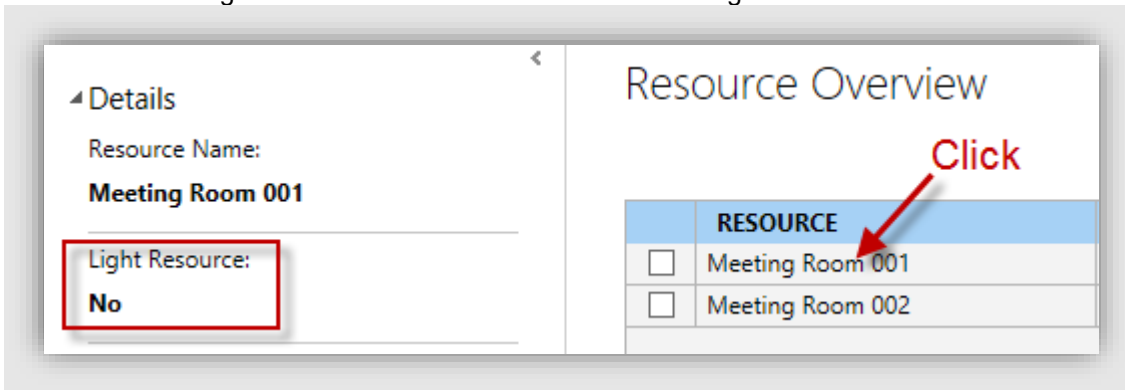 Details
Resource Name:
Meeting Room 001
Light Resource:
No
Resource Overview
Click
RESOURCE
Meeting Room 001
Meeting Room 002